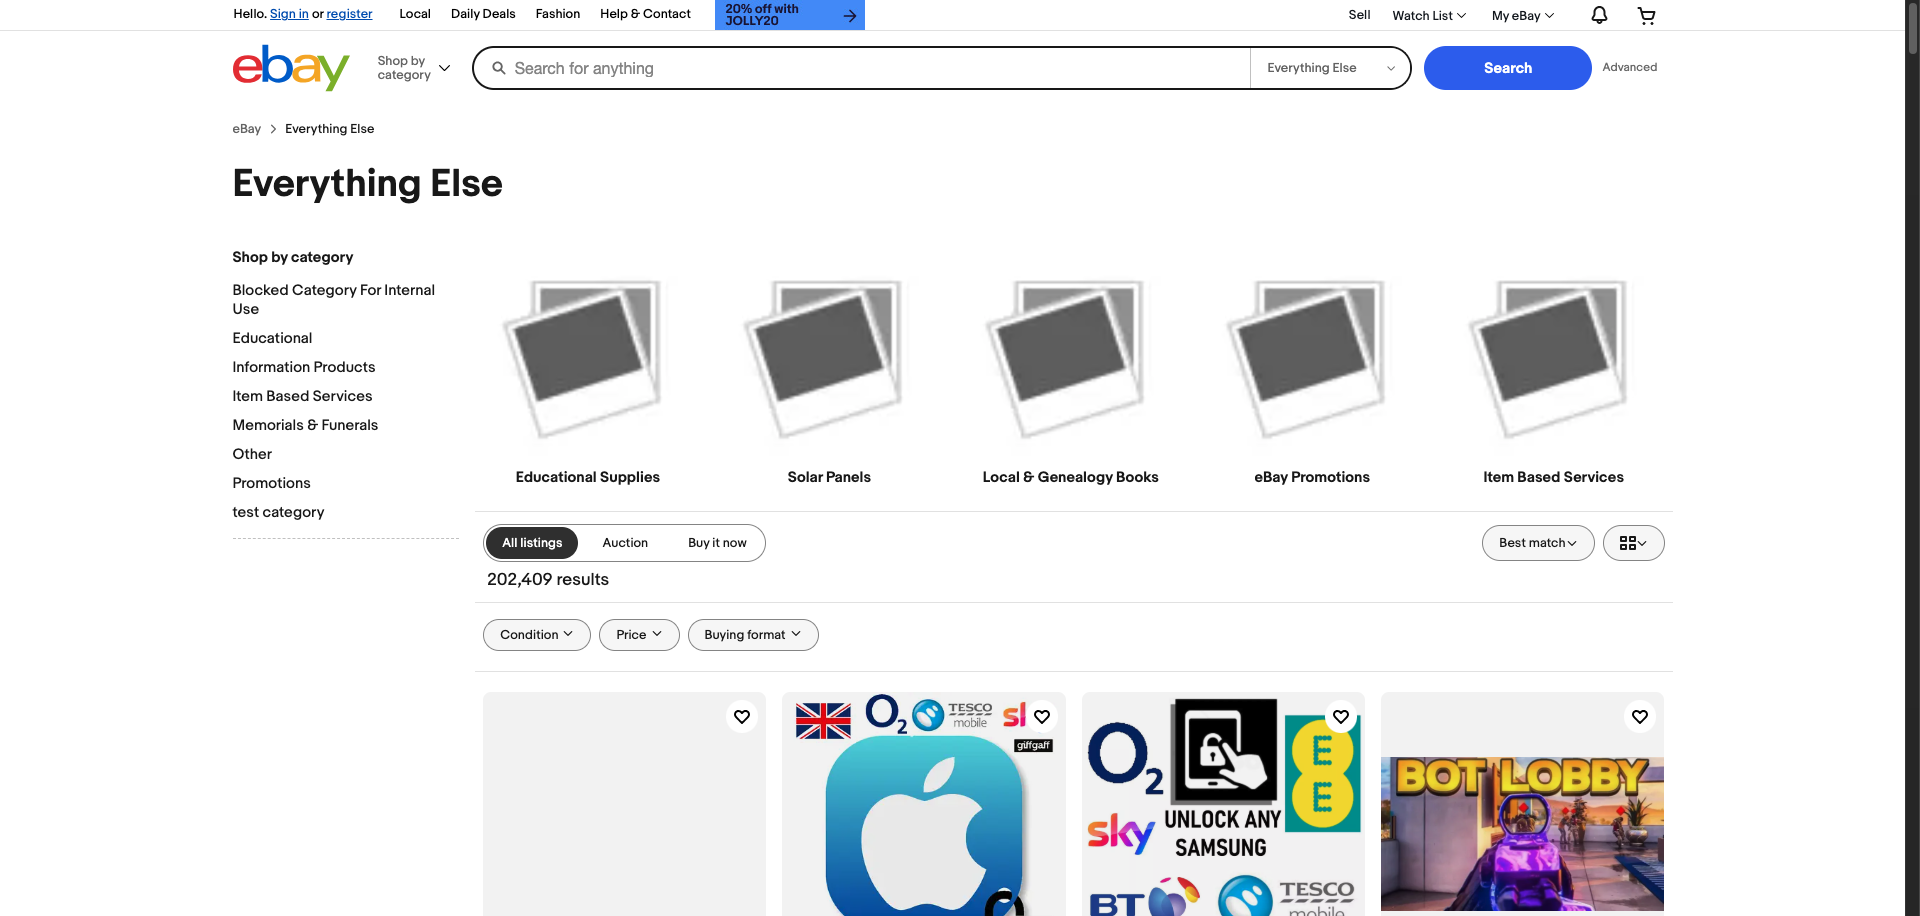 Hello. Sign in or register
Local
Daily Deals
Fashion
Help & Contact
20% off with
JOLLY20
Sell
Watch List
My eBay
ebay
Shop by
category
Search for anything
Everything Else
Search
Advanced
eBay
Everything Else
Everything Else
Shop by category
Blocked Category For Internal
Use
Educational
Information Products
Item Based Services
Memorials & Funerals
Other
Promotions
test category
Educational Supplies
Solar Panels
Local & Genealogy Books
eBay Promotions
Item Based Services
All listings
Auction
Buy it now
Best match
202,409 results
Condition
Price
Buying format
O2
TESCO
mobile
giffgaff
O2
EE
sky
UNLOCK ANY
SAMSUNG
BT
TESCO
mobile
BOT LOBBY